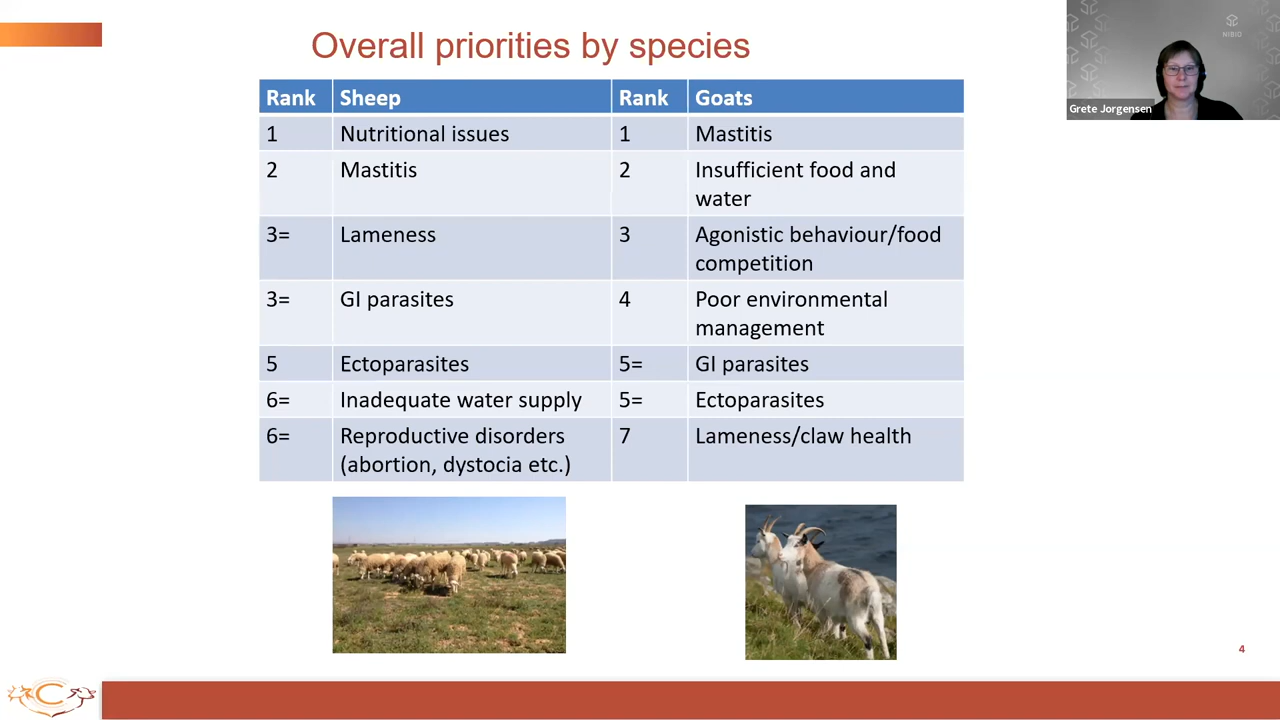 Overall priorities by species
NIBIO
Grete Jorgensen
Rank Sheep Rank Goats
1 Nutritional issues 1 Mastitis
2 Mastitis 2 Insufficient food and
water
3= Lameness 3 Agonistic behaviour/food
competition
3= GI parasites 4 Poor environmental
management
5 Ectoparasites 5= GI parasites
6= Inadequate water supply 5= Ectoparasites
6= Reproductive disorders 7 Lameness/claw health
(abortion, dystocia etc.)
4